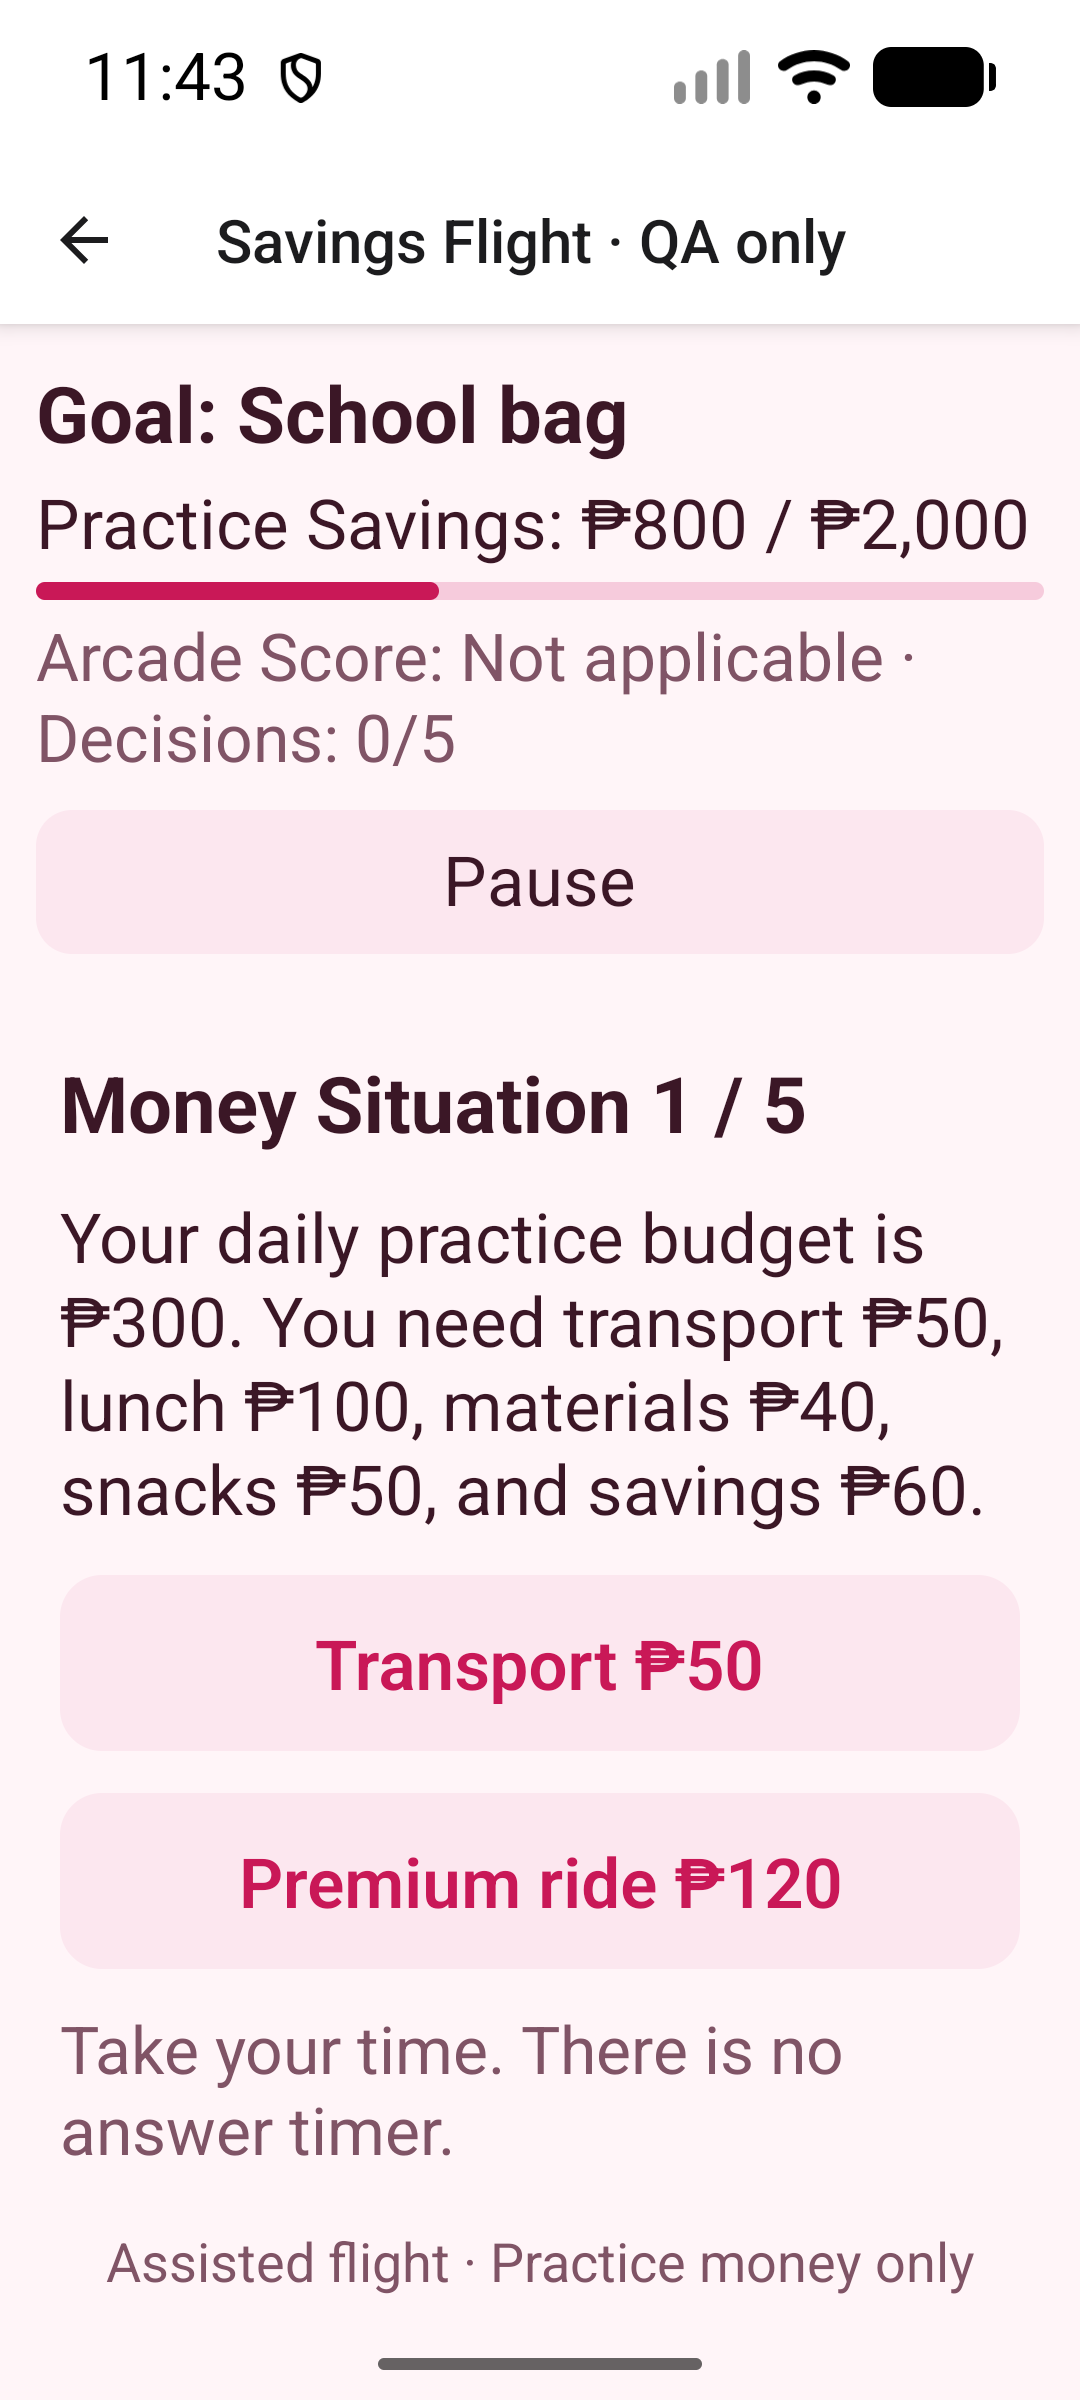 11:43
Savings Flight · QA only
Goal: School bag
Practice Savings: ₱800 / ₱2,000
Arcade Score: Not applicable ·
Decisions: 0/5
Pause
Money Situation 1 / 5
Your daily practice budget is
₱300. You need transport ₱50,
lunch ₱100, materials ₱40,
snacks ₱50, and savings ₱60.
Transport ₱50
Premium ride ₱120
Take your time. There is no
answer timer.
Assisted flight · Practice money only